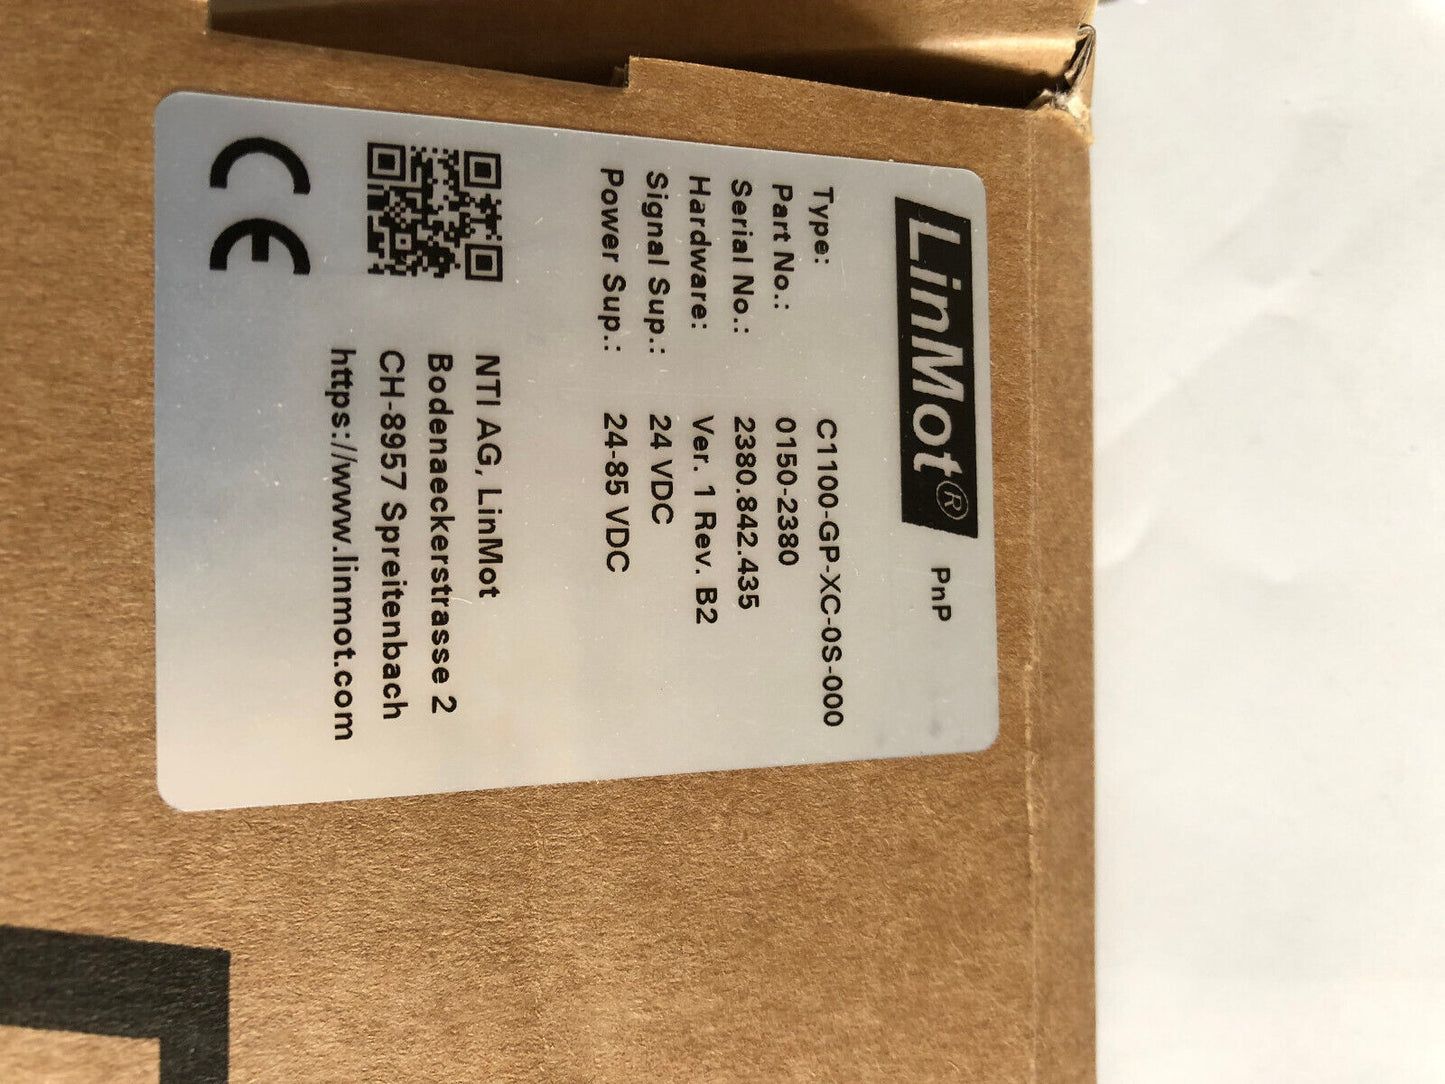 LinMot® PnP
Type: C1100-GP-XC-0S-000
Part No.: 0150-2380
Serial No.: 2380.842.435
Hardware: Ver. 1 Rev. B2
Signal Sup.: 24 VDC
Power Sup.: 24-85 VDC
NTI AG, LinMot
Bodenaeckerstrasse 2
CH-8957 Spreitenbach
https://www.linmot.com
CE